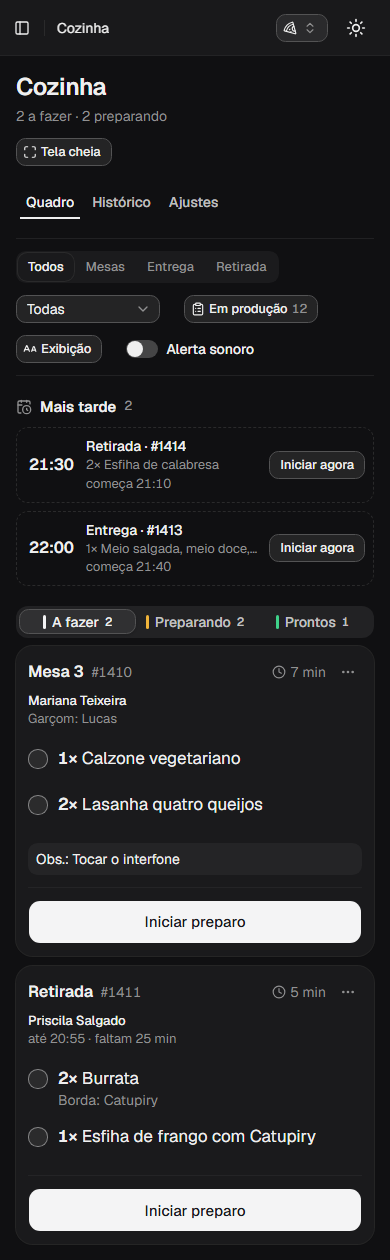 Cozinha
Cozinha
2 a fazer · 2 preparando
Tela cheia
Quadro Histórico Ajustes
Todos Mesas Entrega Retirada
Todas Em produção 12
AA Exibição Alerta sonoro
Mais tarde 2
Retirada · #1414
21:30 2× Esfiha de calabresa Iniciar agora
começa 21:10
Entrega · #1413
22:00 1× Meio salgada, meio doce,... Iniciar agora
começa 21:40
A fazer 2 Preparando 2 Prontos 1
Mesa 3 #1410 7 min
Mariana Teixeira
Garçom: Lucas
1× Calzone vegetariano
2× Lasanha quatro queijos
Obs.: Tocar o interfone
Iniciar preparo
Retirada #1411 5 min
Priscila Salgado
até 20:55 · faltam 25 min
2× Burrata
Borda: Catupiry
1× Esfiha de frango com Catupiry
Iniciar preparo